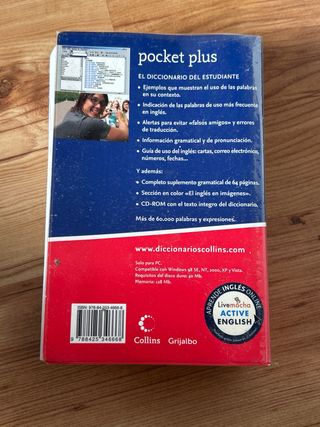 pocket plus
EL DICCIONARIO DEL ESTUDIANTE
• Ejemplos que muestran el uso de las palabras
en su contexto.
• Indicación de las palabras de uso más frecuente
en inglés.
• Alertas para evitar «falsos amigos» y errores
de traducción.
• Información gramatical y de pronunciación.
• Guía de uso del inglés: cartas, correo electrónico,
números, fechas...
Y además:
• Completo suplemento gramatical de 64 páginas.
• Sección en color «El inglés en imágenes».
• CD-ROM con el texto íntegro del diccionario.
Más de 60.000 palabras y expresiones.
www.diccionarioscollins.com
Solo para PC.
Compatible con Windows 98 SE, NT, 2000, XP y Vista.
Requisitos del disco duro: 90 Mb.
Memoria: 128 Mb.
APRENDE INGLÉS ONLINE
Livemocha
ACTIVE
ENGLISH
9 788425 346668
Collins
Grijalbo